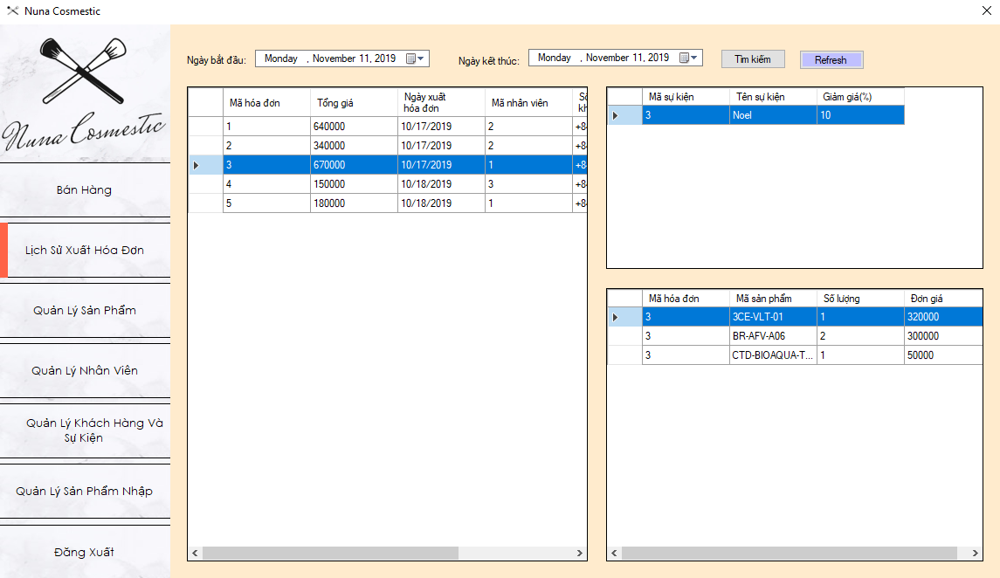 Nuna Cosmestic
Nuna Cosmestic
Bán Hàng
Lịch Sử Xuất Hóa Đơn
Quản Lý Sản Phẩm
Quản Lý Nhân Viên
Quản Lý Khách Hàng Và
Sự Kiện
Quản Lý Sản Phẩm Nhập
Đăng Xuất
Ngày bắt đầu: Monday , November 11, 2019 Ngày kết thúc: Monday , November 11, 2019 Tìm kiếm Refresh
Mã hóa đơn Tổng giá Ngày xuất hóa đơn Mã nhân viên Số
1 640000 10/17/2019 2 +8
2 340000 10/17/2019 2 +8
3 670000 10/17/2019 1 +8
4 150000 10/18/2019 3 +8
5 180000 10/18/2019 1 +8
Mã sự kiện Tên sự kiện Giảm giá(%)
3 Noel 10
Mã hóa đơn Mã sản phẩm Số lượng Đơn giá
3 3CE-VLT-01 1 320000
3 BR-AFV-A06 2 300000
3 CTD-BIOAQUA-T... 1 50000